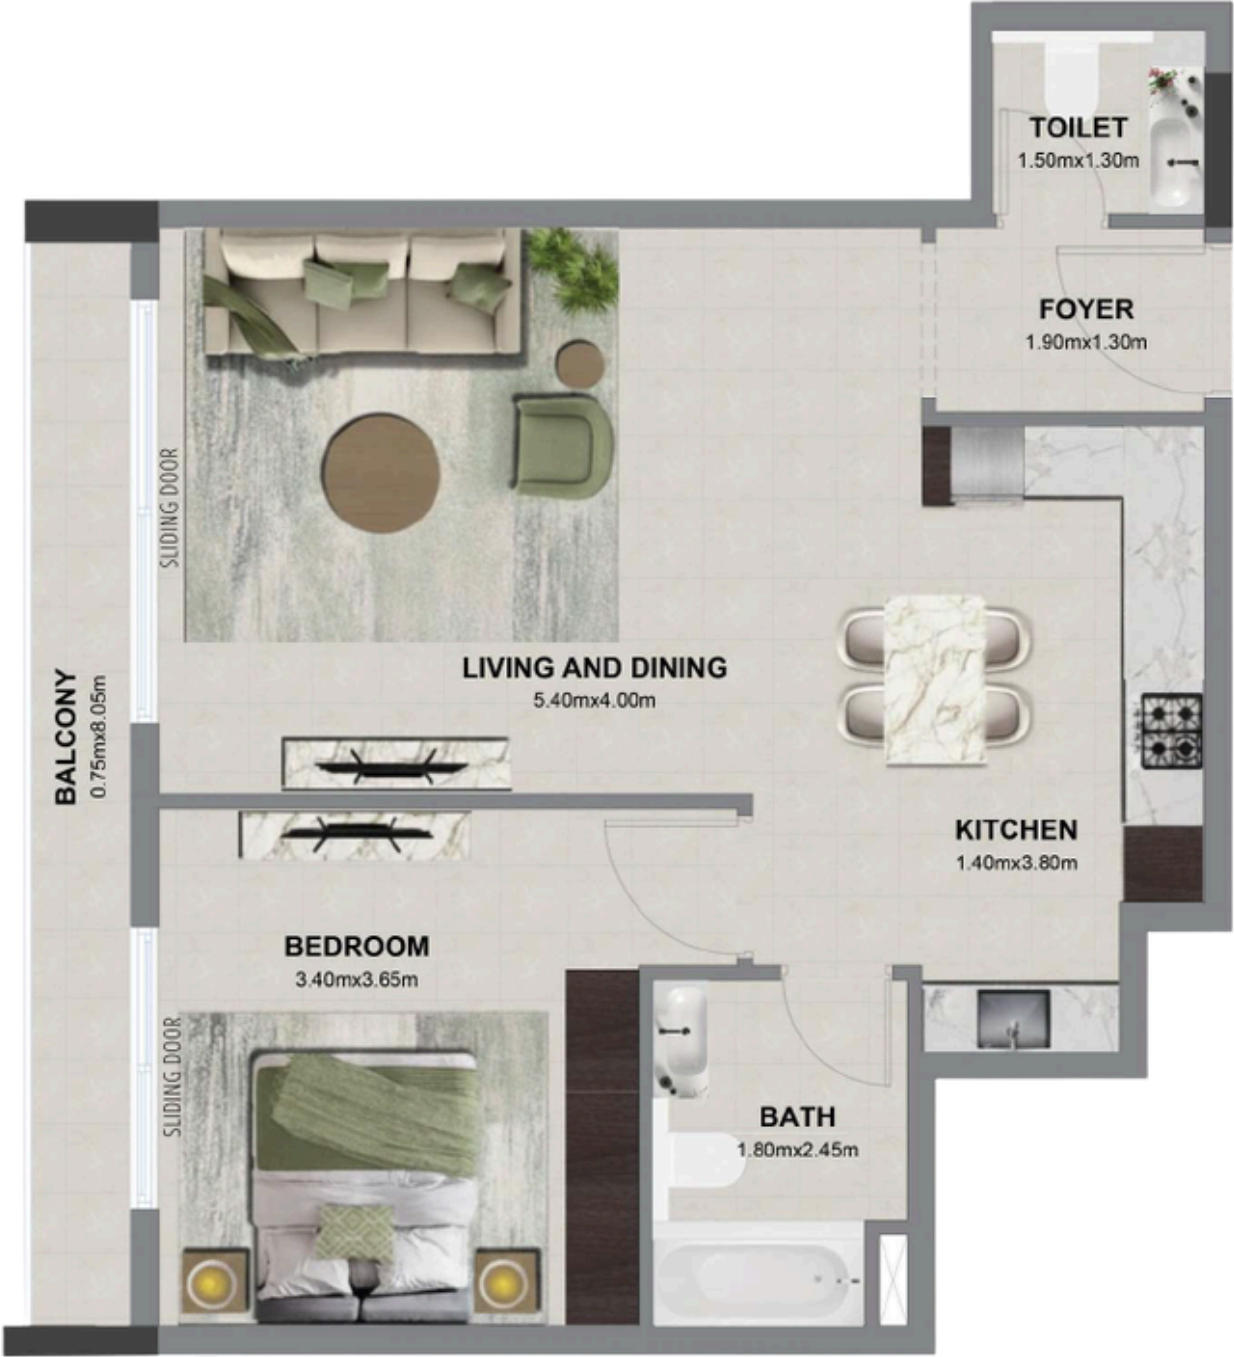 TOILET
1.50mx1.30m
FOYER
1.90mx1.30m
SLIDING DOOR
LIVING AND DINING
5.40mx4.00m
BALCONY
0.75mx8.05m
KITCHEN
1.40mx3.80m
BEDROOM
3.40mx3.65m
SLIDING DOOR
BATH
1.80mx2.45m